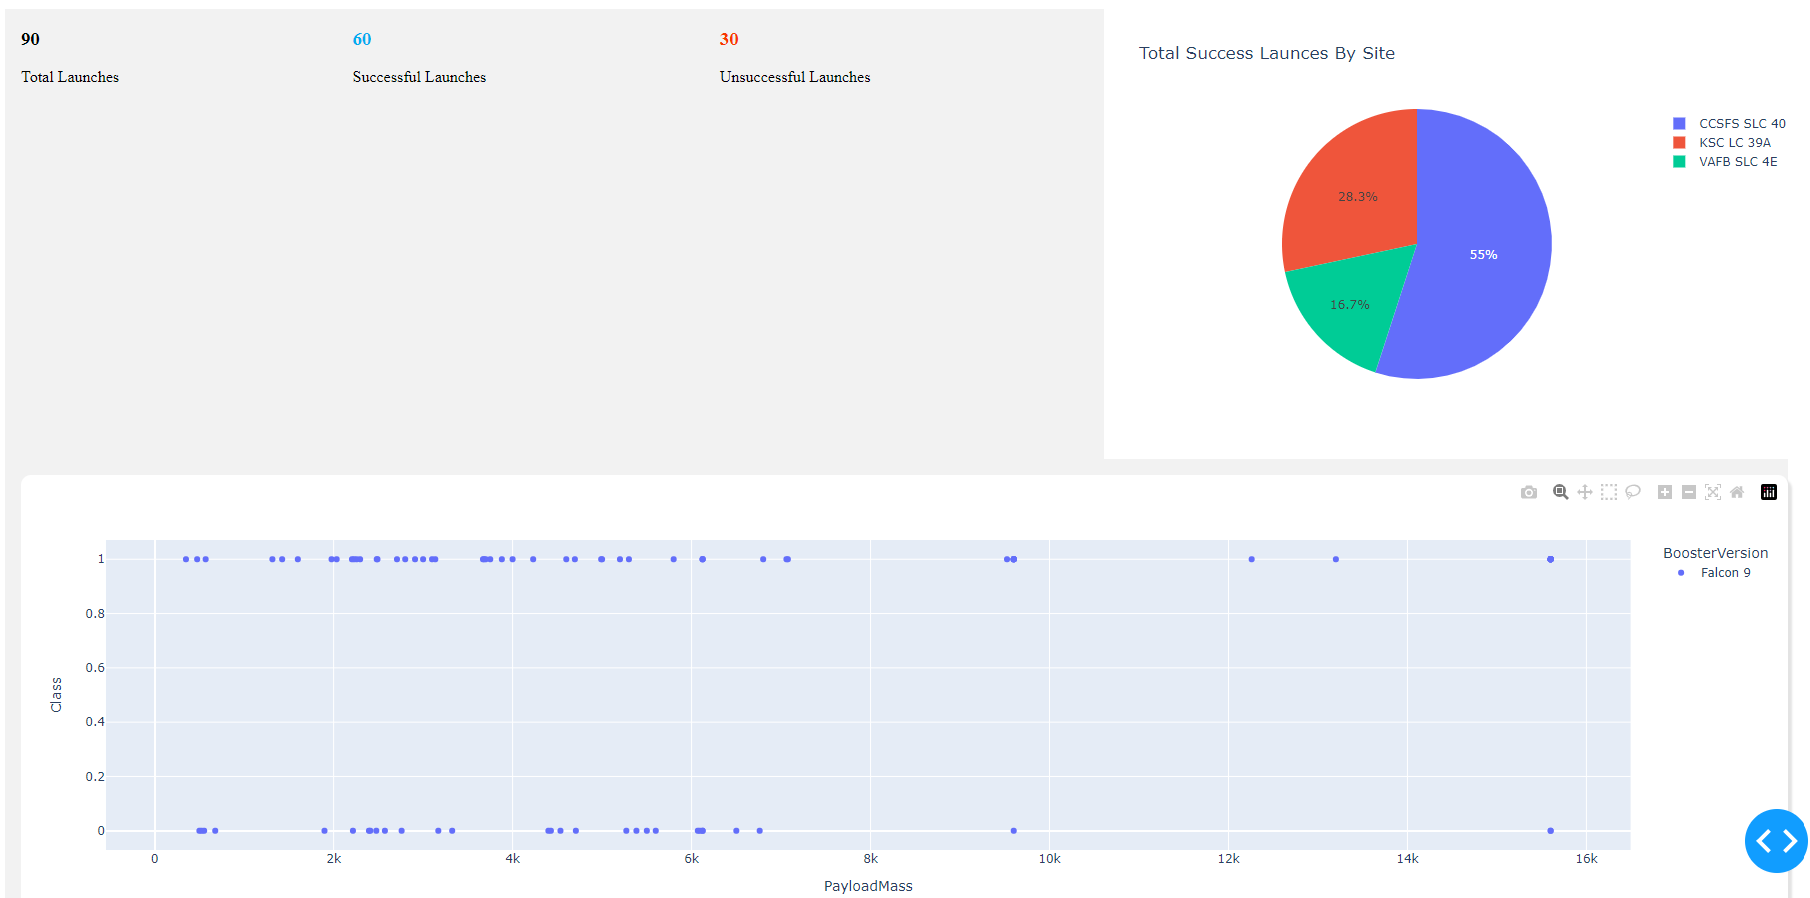 90
Total Launches
60
Successful Launches
30
Unsuccessful Launches
Total Success Launces By Site
CCSFS SLC 40
KSC LC 39A
VAFB SLC 4E
28.3%
55%
16.7%
BoosterVersion
Falcon 9
Class
1
0.8
0.6
0.4
0.2
0
0 2k 4k 6k 8k 10k 12k 14k 16k
PayloadMass